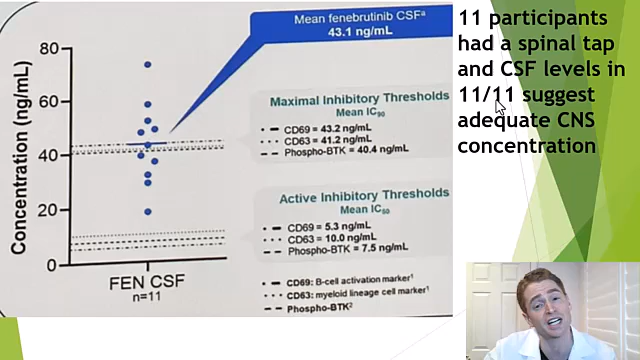 Mean fenebrutinib CSFᵃ
43.1 ng/mL
Concentration (ng/mL)
80
60
40
20
0
FEN CSF
n=11
Maximal Inhibitory Thresholds
Mean IC₉₀
CD69 = 43.2 ng/mL
CD63 = 41.2 ng/mL
Phospho-BTK = 40.4 ng/mL
Active Inhibitory Thresholds
Mean IC₅₀
CD69 = 5.3 ng/mL
CD63 = 10.0 ng/mL
Phospho-BTK = 7.5 ng/mL
CD69: B-cell activation marker¹
CD63: myeloid lineage cell marker¹
Phospho-BTK²
11 participants
had a spinal tap
and CSF levels in
11/11 suggest
adequate CNS
concentration